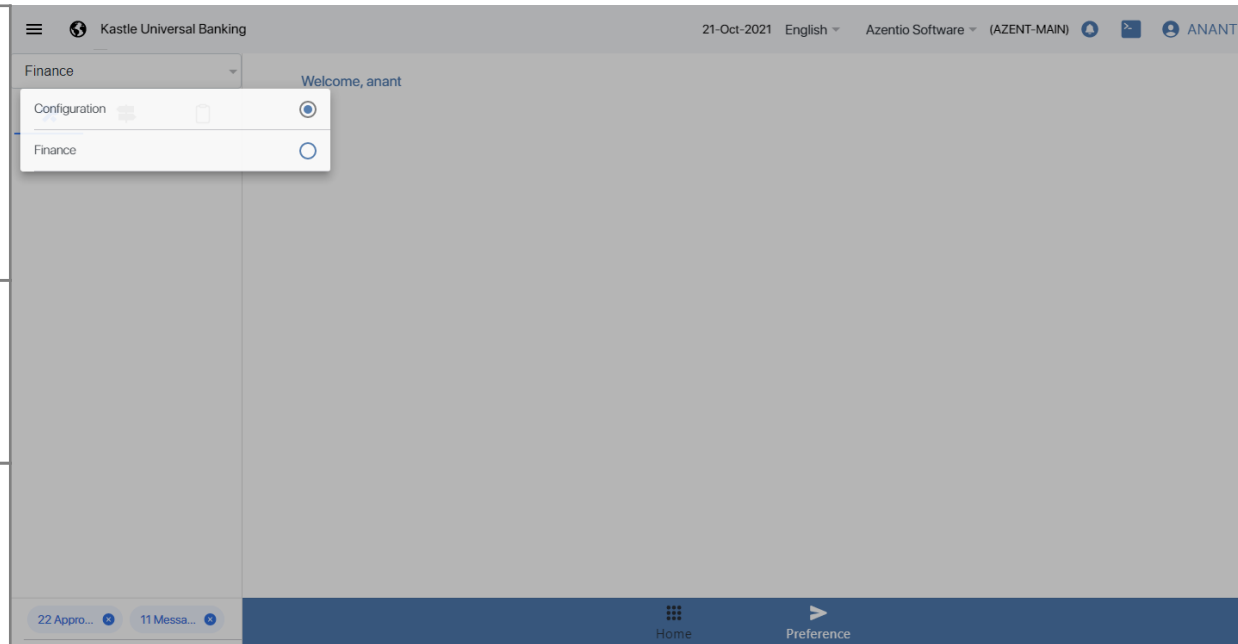 Kastle Universal Banking 21-Oct-2021 English Azentio Software (AZENT-MAIN) ANANT
Finance
Welcome, anant
Configuration
Finance
22 Appro... 11 Messa...
Home Preference